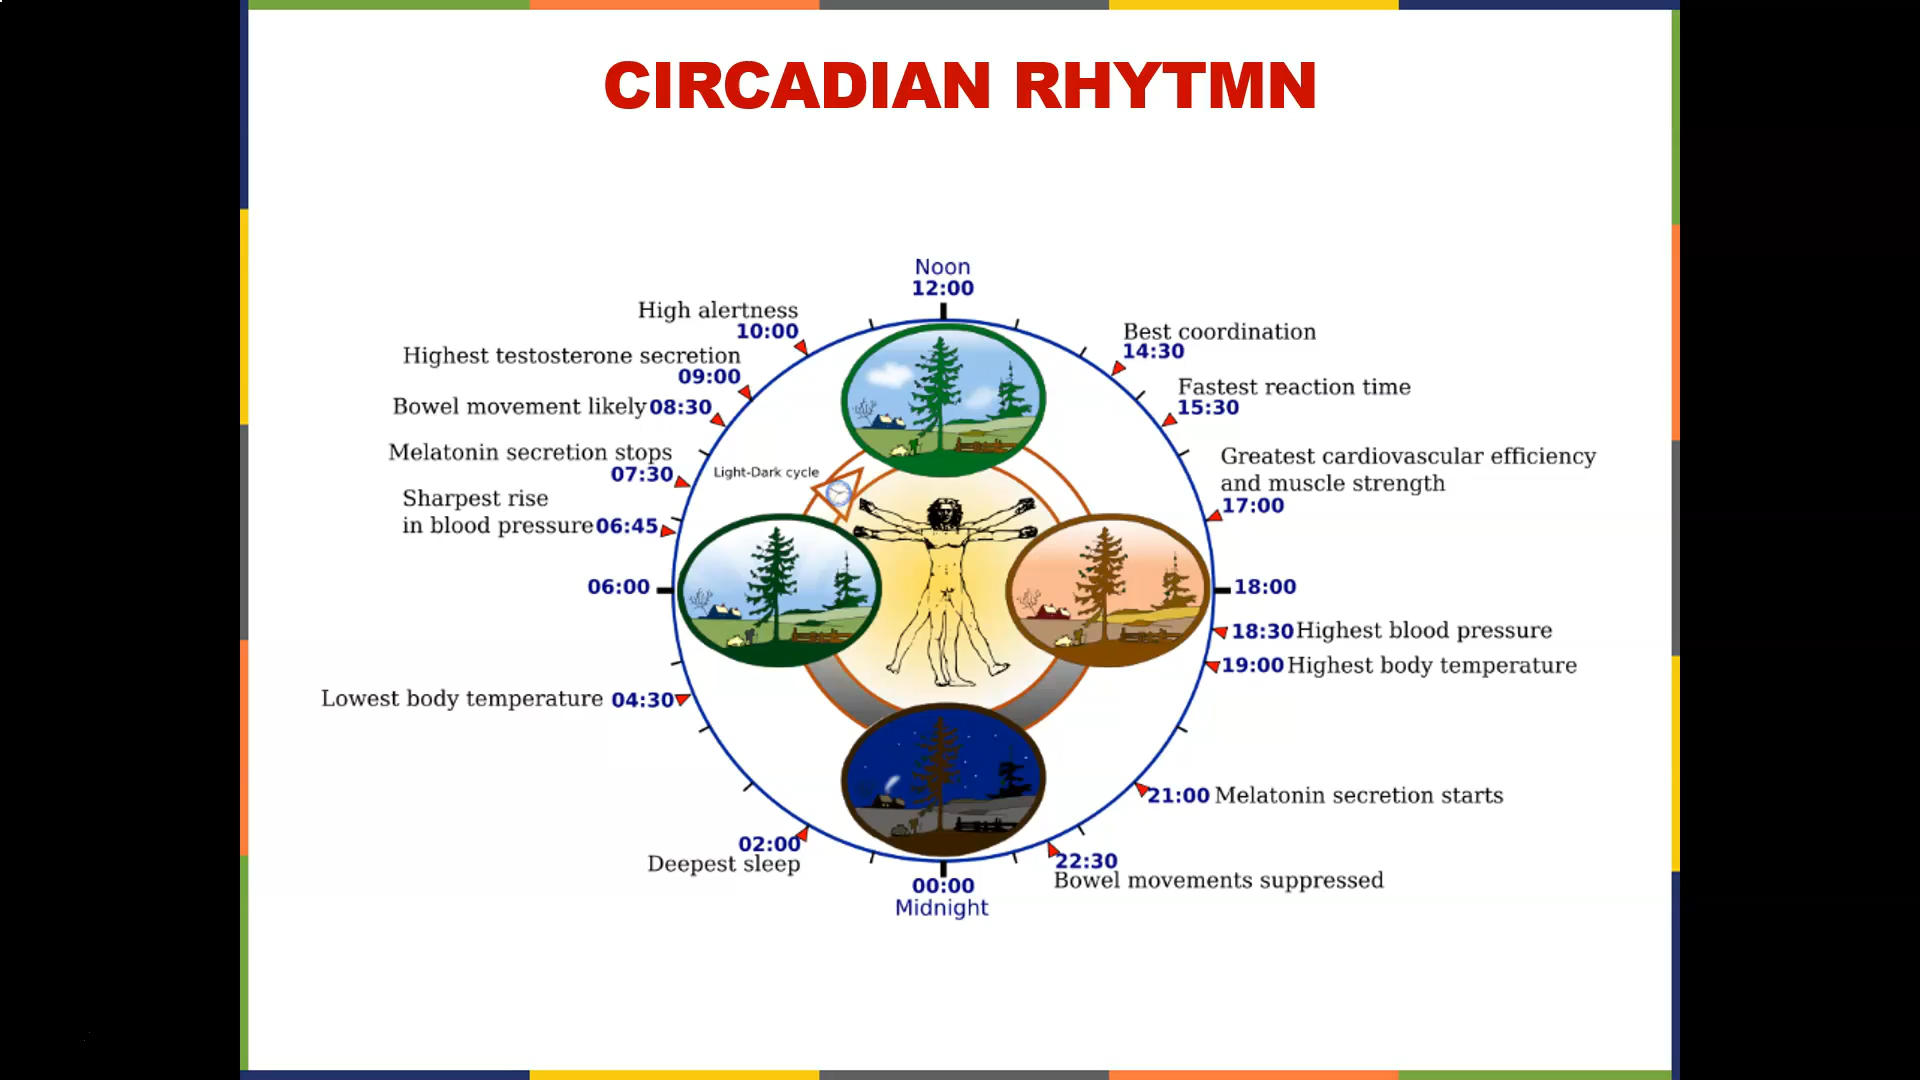 CIRCADIAN RHYTMN
Noon
12:00
High alertness
10:00
Highest testosterone secretion
09:00
Bowel movement likely 08:30
Melatonin secretion stops
07:30
Sharpest rise
in blood pressure 06:45
06:00
Lowest body temperature 04:30
02:00
Deepest sleep
Light-Dark cycle
Best coordination
14:30
Fastest reaction time
15:30
Greatest cardiovascular efficiency
and muscle strength
17:00
18:00
18:30 Highest blood pressure
19:00 Highest body temperature
21:00 Melatonin secretion starts
22:30
Bowel movements suppressed
00:00
Midnight